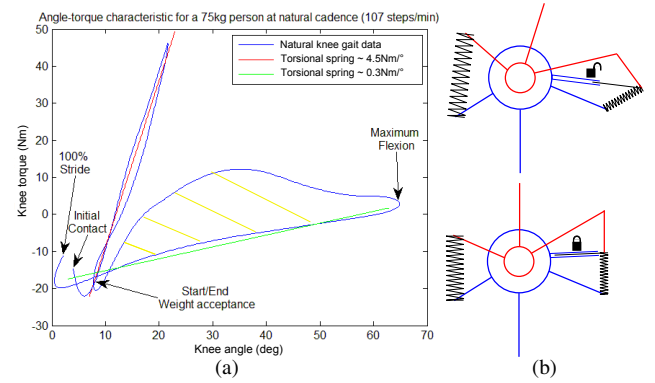 Angle-torque characteristic for a 75kg person at natural cadence (107 steps/min)
50
40
30
20
10
0
-10
-20
-30
Knee torque (Nm)
Natural knee gait data
Torsional spring ~ 4.5Nm/°
Torsional spring ~ 0.3Nm/°
Maximum
Flexion
100%
Stride
Initial
Contact
Start/End
Weight acceptance
0 10 20 30 40 50 60 70
Knee angle (deg)
(a)
(b)